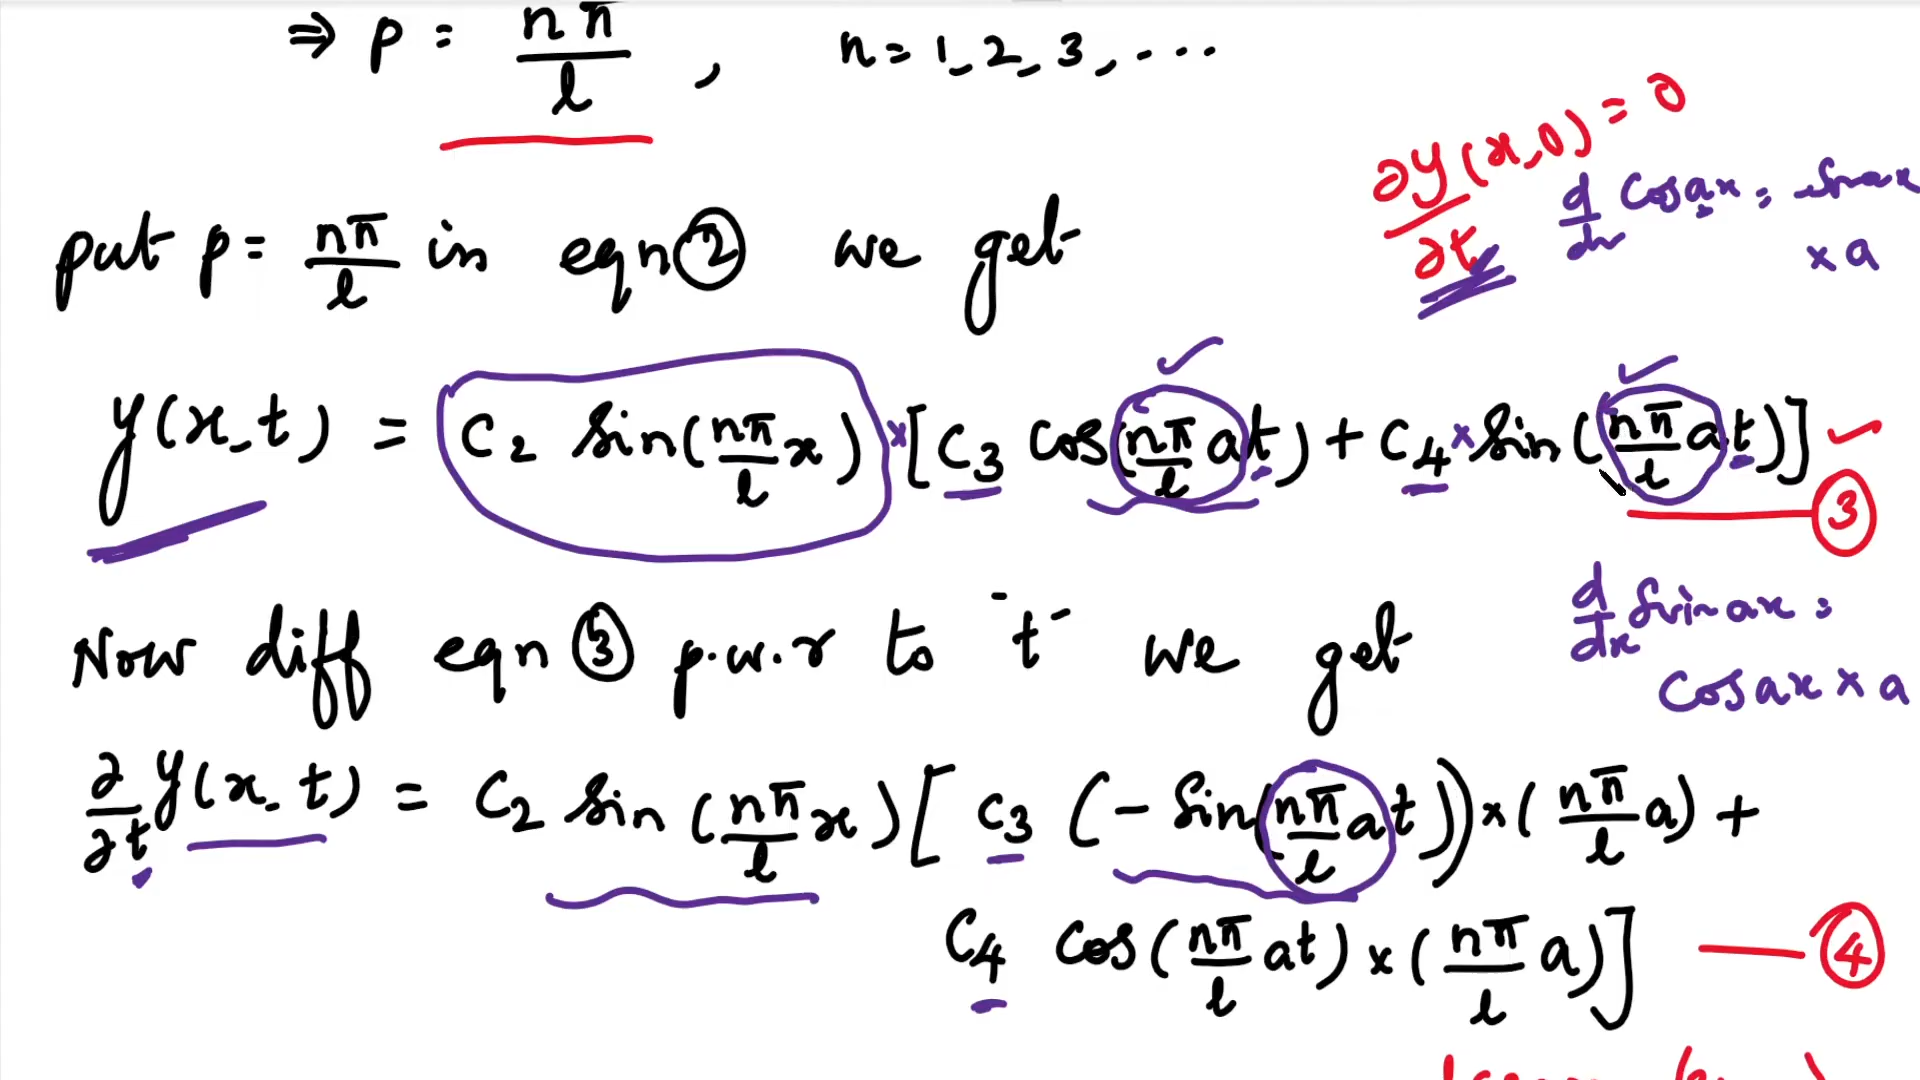 ⇒ p = nπ/l , n = 1, 2, 3, ...
∂y/∂t (x,0) = 0
d/dx cos ax = -sin ax
× a
put p = nπ/l in eqn ② we get
y(x,t) = C2 sin(nπ/l x) × [C3 cos(nπ/l at) + C4 × sin(nπ/l at)] ✓
③
d/dx sin ax =
cos ax × a
Now diff eqn ③ p.w.r to 't' we get
∂/∂t y(x,t) = C2 sin(nπ/l x) [C3 (-sin(nπ/l at)) × (nπ/l a) +
C4 cos(nπ/l at) × (nπ/l a)] — ④